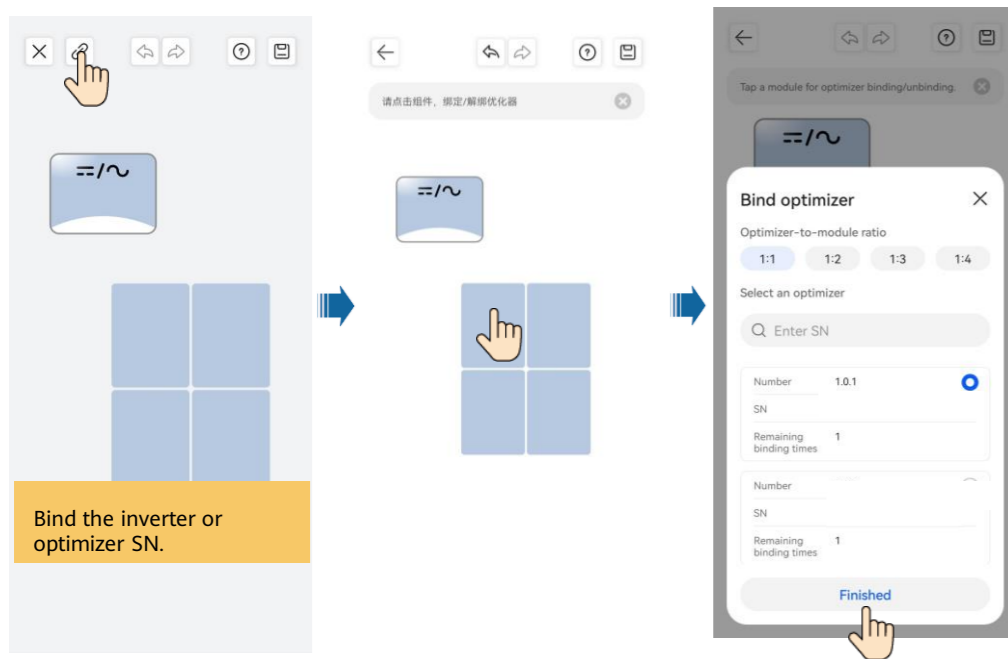 Bind the inverter or
optimizer SN.
请点击组件，绑定/解绑优化器
Tap a module for optimizer binding/unbinding.
Bind optimizer
Optimizer-to-module ratio
1:1 1:2 1:3 1:4
Select an optimizer
Enter SN
Number 1.0.1
SN
Remaining 1
binding times
Number
SN
Remaining 1
binding times
Finished